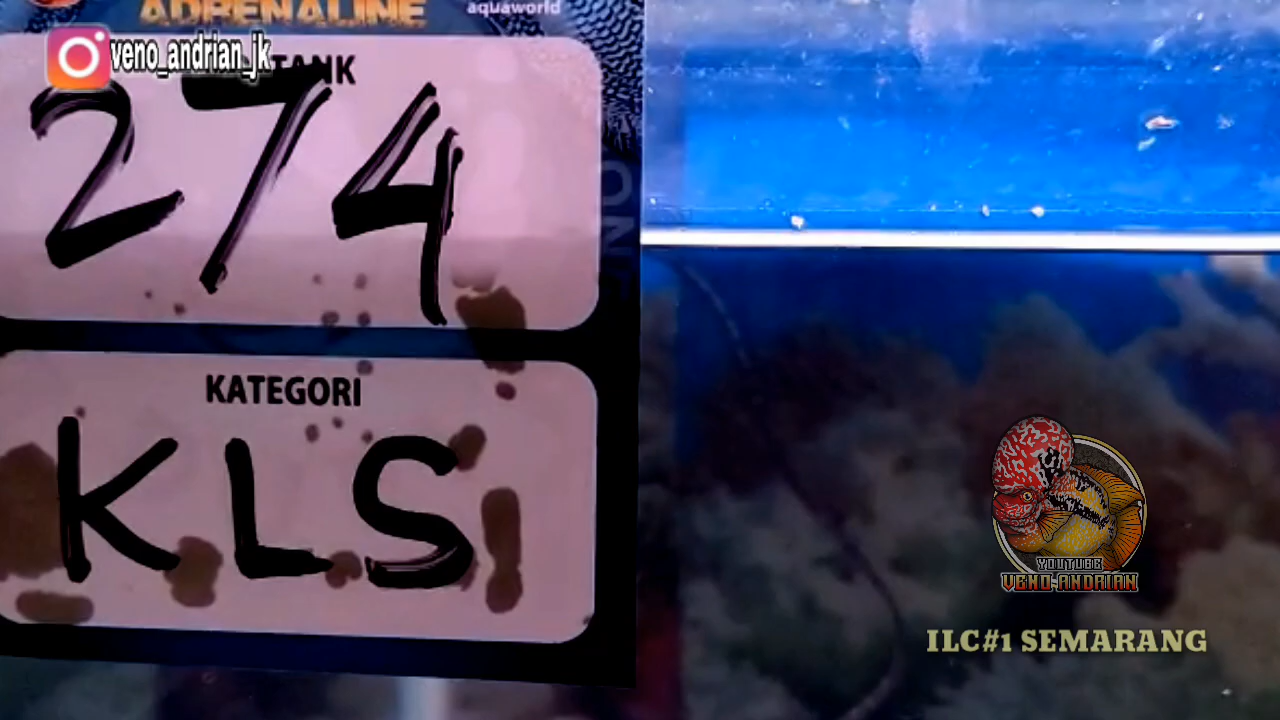 ADRENALINE
aquaworld
veno_andrian_jk
TANK
274
KATEGORI
KLS
YOUTUBE
VENO ANDRIAN
ILC#1 SEMARANG